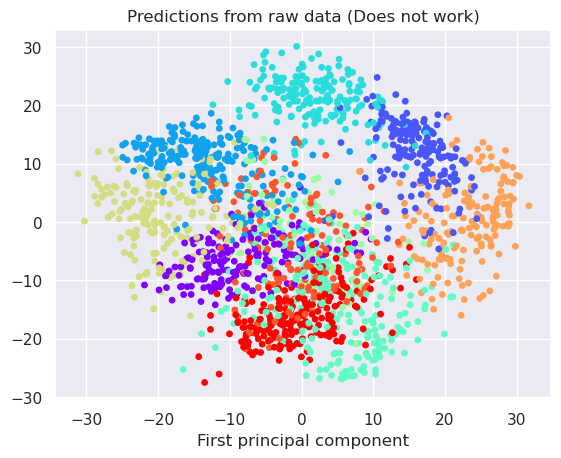 Predictions from raw data (Does not work)
30
20
10
0
−10
−20
−30
−30 −20 −10 0 10 20 30
First principal component